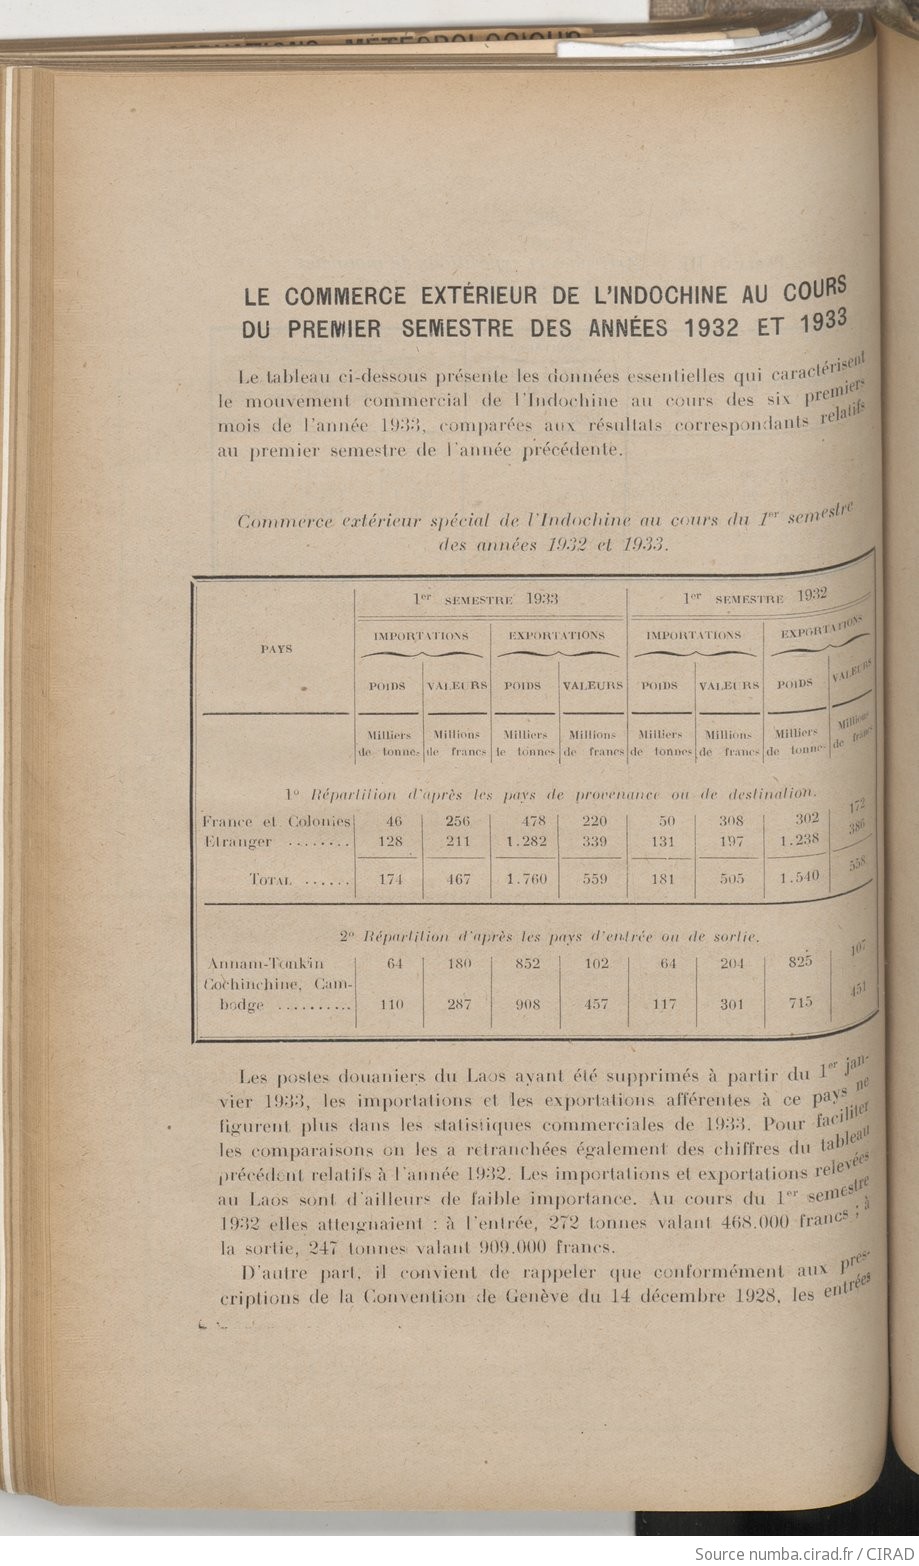 LE COMMERCE EXTÉRIEUR DE L'INDOCHINE AU COURS
DU PREMIER SEMESTRE DES ANNÉES 1932 ET 1933
Le tableau ci-dessous présente les données essentielles qui caractérisent
le mouvement commercial de l'Indochine au cours des six premiers
mois de l'année 1933, comparées aux résultats correspondants relatifs
au premier semestre de l'année précédente.
Commerce extérieur spécial de l'Indochine au cours du 1er semestre
des années 1932 et 1933.
PAYS
1er SEMESTRE 1933 1er SEMESTRE 1932
IMPORTATIONS EXPORTATIONS IMPORTATIONS EXPORTATIONS
POIDS VALEURS POIDS VALEURS POIDS VALEURS POIDS VALEURS
Milliers Millions Milliers Millions Milliers Millions Milliers Millions
de tonnes de francs de tonnes de francs de tonnes de francs de tonnes de francs
1° Répartition d'après les pays de provenance ou de destination.
France et Colonies 46 256 478 220 50 308 302 172
Etranger ........ 128 211 1.282 339 131 197 1.238 386
TOTAL ...... 174 467 1.760 559 181 505 1.540 558
2° Répartition d'après les pays d'entrée ou de sortie.
Annam-Tonkin 64 180 852 102 64 204 825 107
Cochinchine, Cam-
bodge .......... 110 287 908 457 117 301 715 451
Les postes douaniers du Laos ayant été supprimés à partir du 1er jan-
vier 1933, les importations et les exportations afférentes à ce pays ne
figurent plus dans les statistiques commerciales de 1933. Pour faciliter
les comparaisons on les a retranchées également des chiffres du tableau
précédent relatifs à l'année 1932. Les importations et exportations relevées
au Laos sont d'ailleurs de faible importance. Au cours du 1er semestre
1932 elles atteignaient : à l'entrée, 272 tonnes valant 468.000 francs ; à
la sortie, 247 tonnes valant 909.000 francs.
D'autre part, il convient de rappeler que conformément aux pres-
criptions de la Convention de Genève du 14 décembre 1928, les entrées
Source numba.cirad.fr / CIRAD